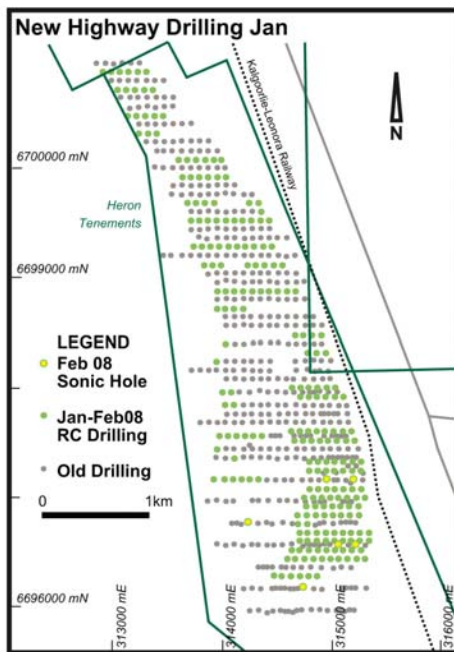 New Highway Drilling Jan
Kalgoorlie-Leonora Railway
N
6700000 mN
Heron
Tenements
6699000 mN
LEGEND
Feb 08
Sonic Hole
Jan-Feb08
RC Drilling
Old Drilling
0 1km
6696000 mN
313000 mE
314000 mE
315000 mE
316000 mE